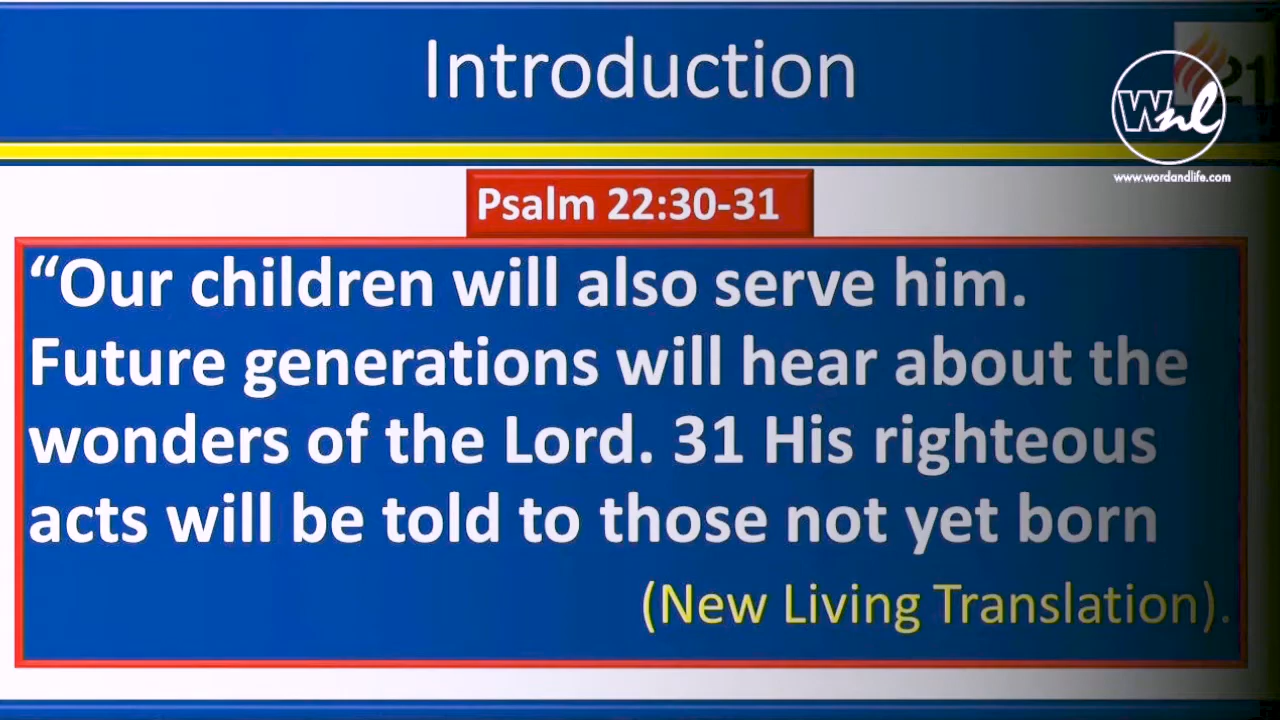 Introduction
21
Wnl
www.wordandlife.com
Psalm 22:30-31
“Our children will also serve him.
Future generations will hear about the
wonders of the Lord. 31 His righteous
acts will be told to those not yet born
(New Living Translation).